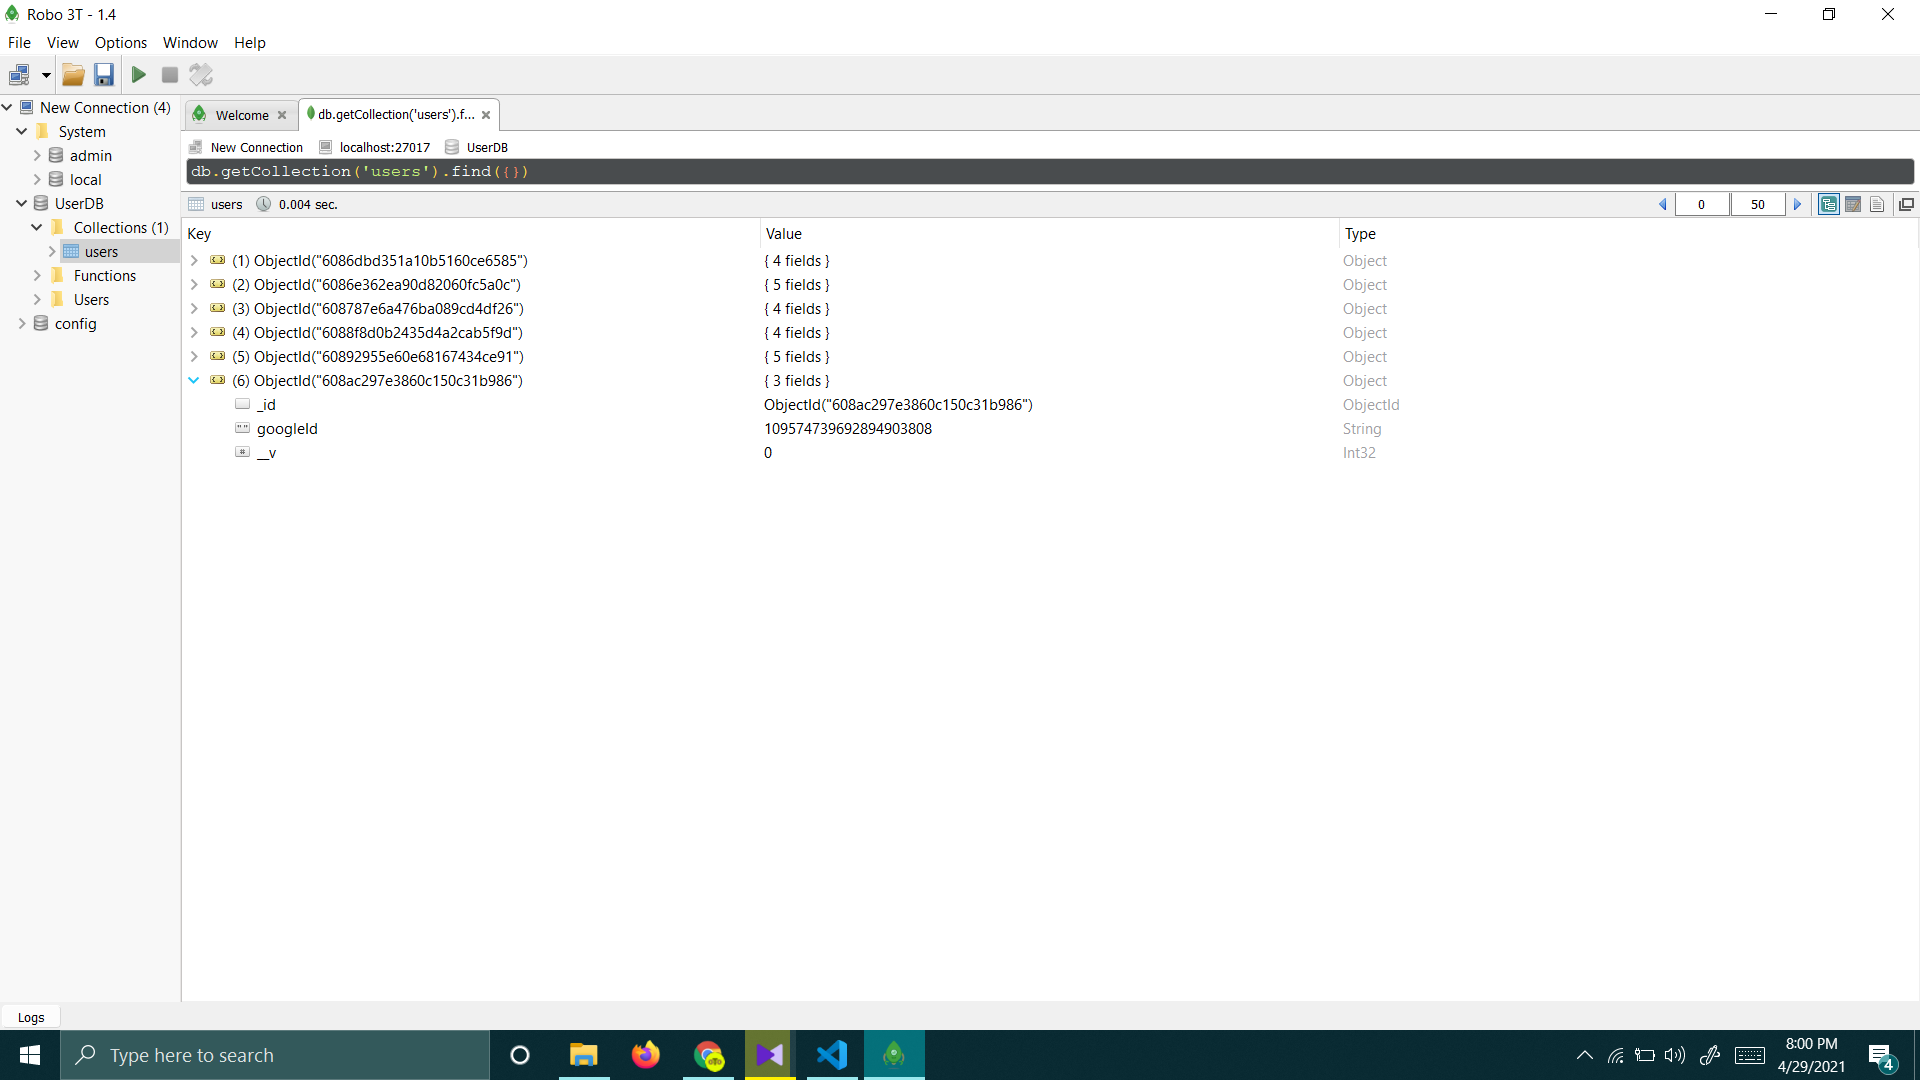 Robo 3T - 1.4
File View Options Window Help
New Connection (4)
System
admin
local
UserDB
Collections (1)
users
Functions
Users
config
Welcome
db.getCollection('users').f...
New Connection localhost:27017 UserDB
db.getCollection('users').find({})
users 0.004 sec. 0 50
Key Value Type
(1) ObjectId("6086dbd351a10b5160ce6585") { 4 fields } Object
(2) ObjectId("6086e362ea90d82060fc5a0c") { 5 fields } Object
(3) ObjectId("608787e6a476ba089cd4df26") { 4 fields } Object
(4) ObjectId("6088f8d0b2435d4a2cab5f9d") { 4 fields } Object
(5) ObjectId("60892955e60e68167434ce91") { 5 fields } Object
(6) ObjectId("608ac297e3860c150c31b986") { 3 fields } Object
_id ObjectId("608ac297e3860c150c31b986") ObjectId
googleId 109574739692894903808 String
__v 0 Int32
Logs
Type here to search
8:00 PM
4/29/2021
4